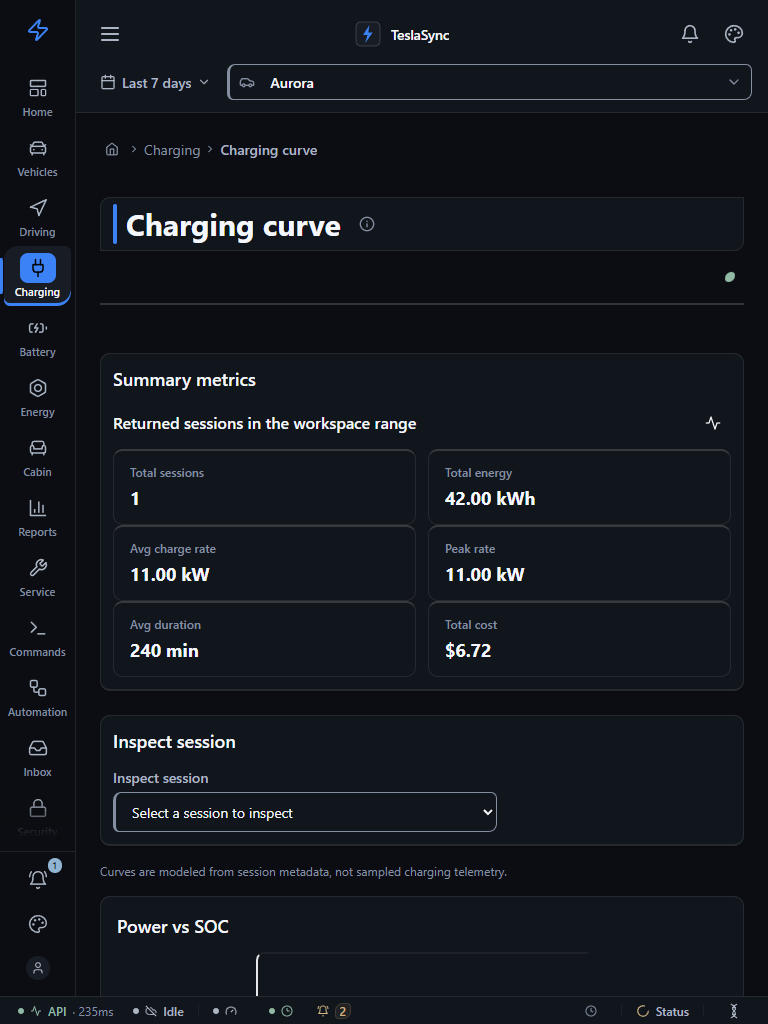 TeslaSync
Last 7 days
Aurora
Home
Vehicles
Driving
Charging
Battery
Energy
Cabin
Reports
Service
Commands
Automation
Inbox
Security
1
Charging > Charging curve
Charging curve
Summary metrics
Returned sessions in the workspace range
Total sessions
1
Total energy
42.00 kWh
Avg charge rate
11.00 kW
Peak rate
11.00 kW
Avg duration
240 min
Total cost
$6.72
Inspect session
Inspect session
Select a session to inspect
Curves are modeled from session metadata, not sampled charging telemetry.
Power vs SOC
API · 235ms
Idle
2
Status